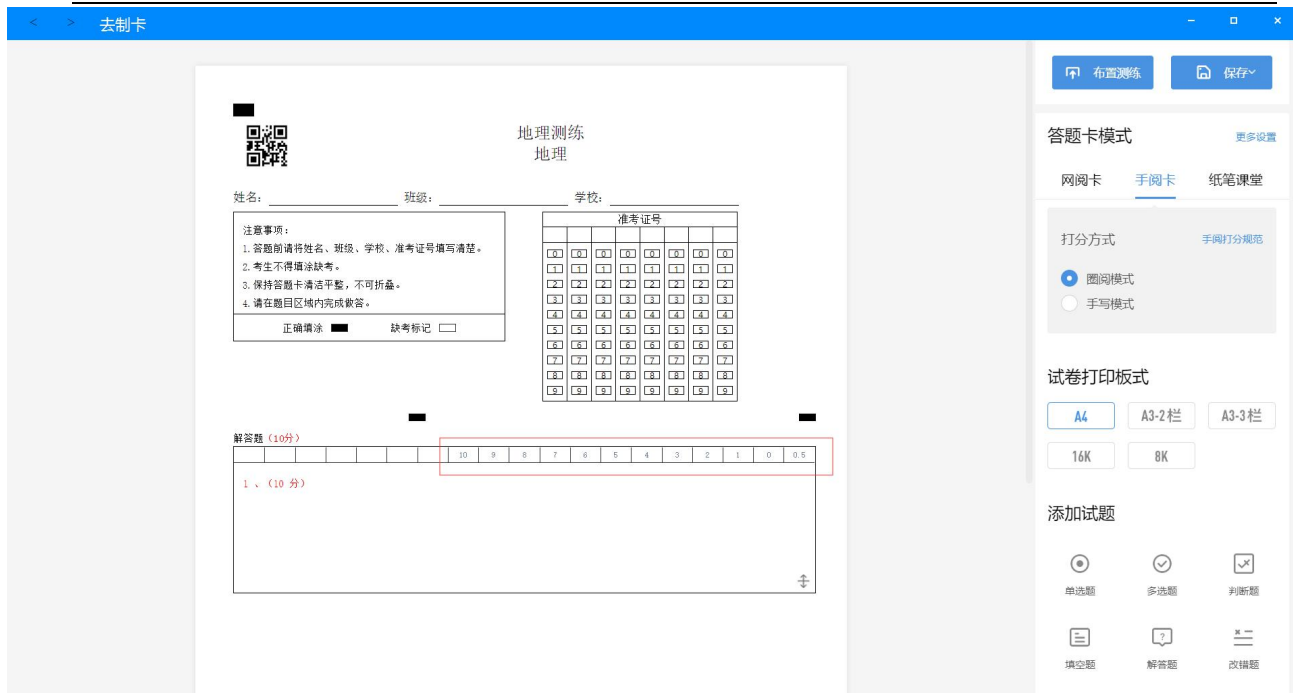 < > 去制卡
布置测练 保存
地理测练
地理
答题卡模式 更多设置
网阅卡 手阅卡 纸笔课堂
姓名: 班级: 学校:
注意事项:
1. 答题前请将姓名、班级、学校、准考证号填写清楚。
2. 考生不得填涂缺考。
3. 保持答题卡清洁平整,不可折叠。
4. 请在题目区域内完成做答。
正确填涂 缺考标记
准考证号
0 0 0 0 0 0 0 0
1 1 1 1 1 1 1 1
2 2 2 2 2 2 2 2
3 3 3 3 3 3 3 3
4 4 4 4 4 4 4 4
5 5 5 5 5 5 5 5
6 6 6 6 6 6 6 6
7 7 7 7 7 7 7 7
8 8 8 8 8 8 8 8
9 9 9 9 9 9 9 9
打分方式 手阅打分规范
圈阅模式
手写模式
试卷打印板式
A4 A3-2栏 A3-3栏
16K 8K
解答题(10分)
10 9 8 7 6 5 4 3 2 1 0 0.5
1 、(10 分)
添加试题
单选题 多选题 判断题
填空题 解答题 改错题